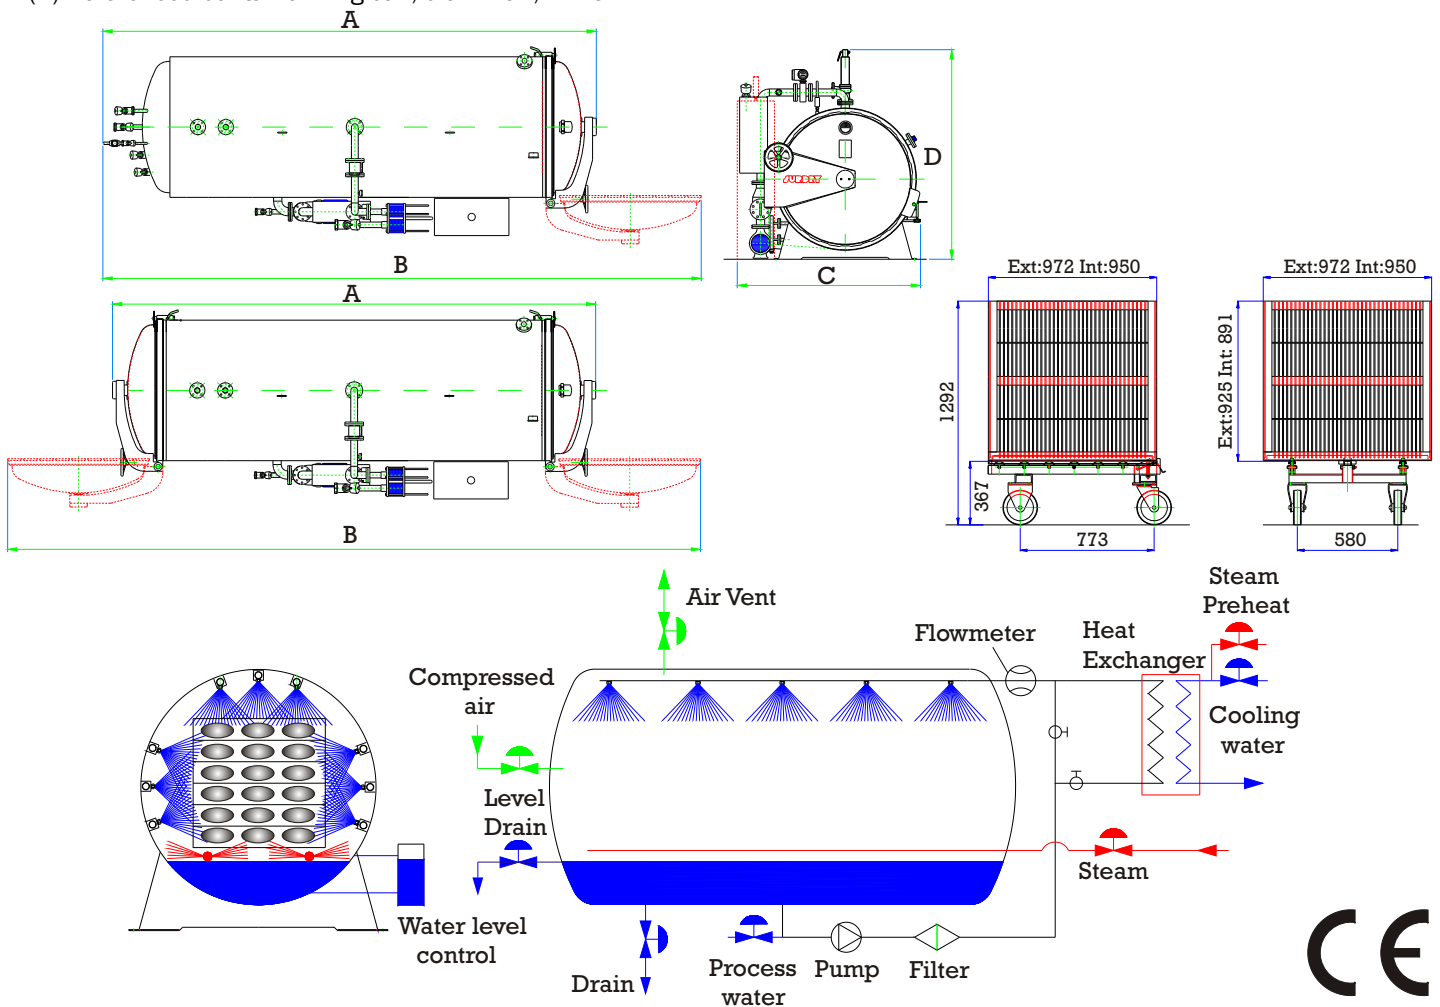 A
B
A
B
C
D
SURDRY
Ext:972 Int:950
1292
367
773
Ext:972 Int:950
Ext:925 Int: 891
580
Air Vent
Compressed
air
Level
Drain
Water level
control
Drain
Process
water
Pump
Filter
Flowmeter
Heat
Exchanger
Steam
Preheat
Cooling
water
Steam
CE